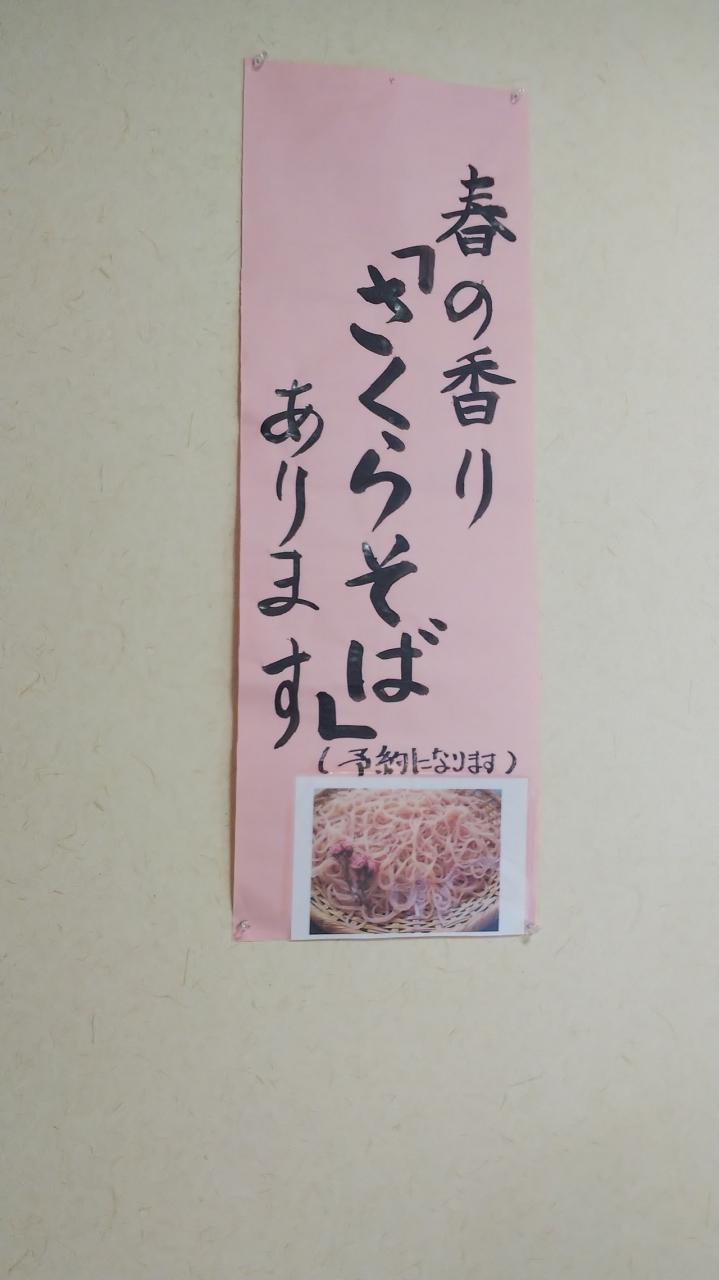 春の香り
「さくらそば」
あります
(予約になります)